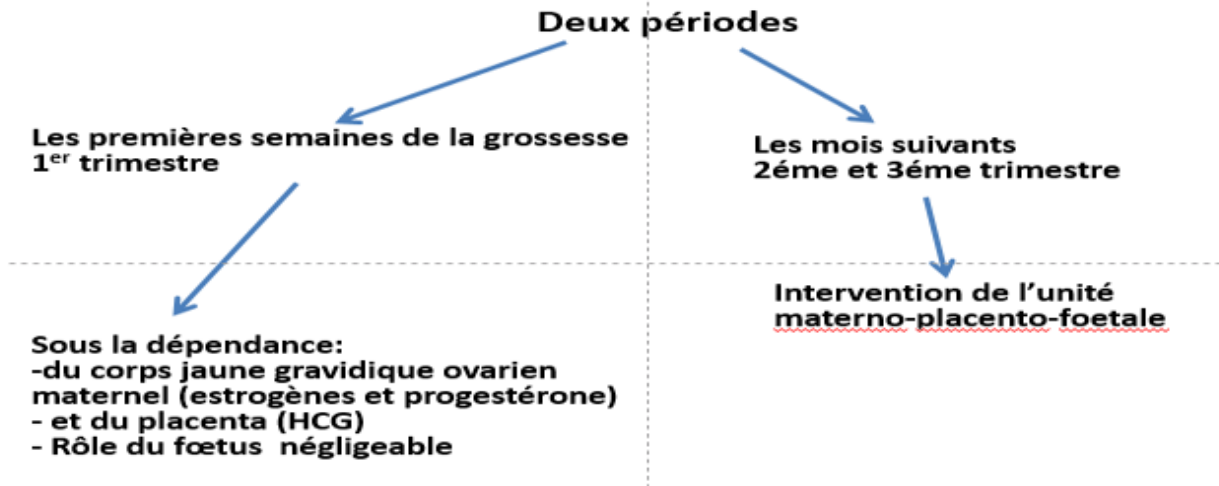 Deux périodes
Les premières semaines de la grossesse
1er trimestre
Les mois suivants
2éme et 3éme trimestre
Sous la dépendance:
-du corps jaune gravidique ovarien
maternel (estrogènes et progestérone)
- et du placenta (HCG)
- Rôle du fœtus négligeable
Intervention de l’unité
materno-placento-foetale